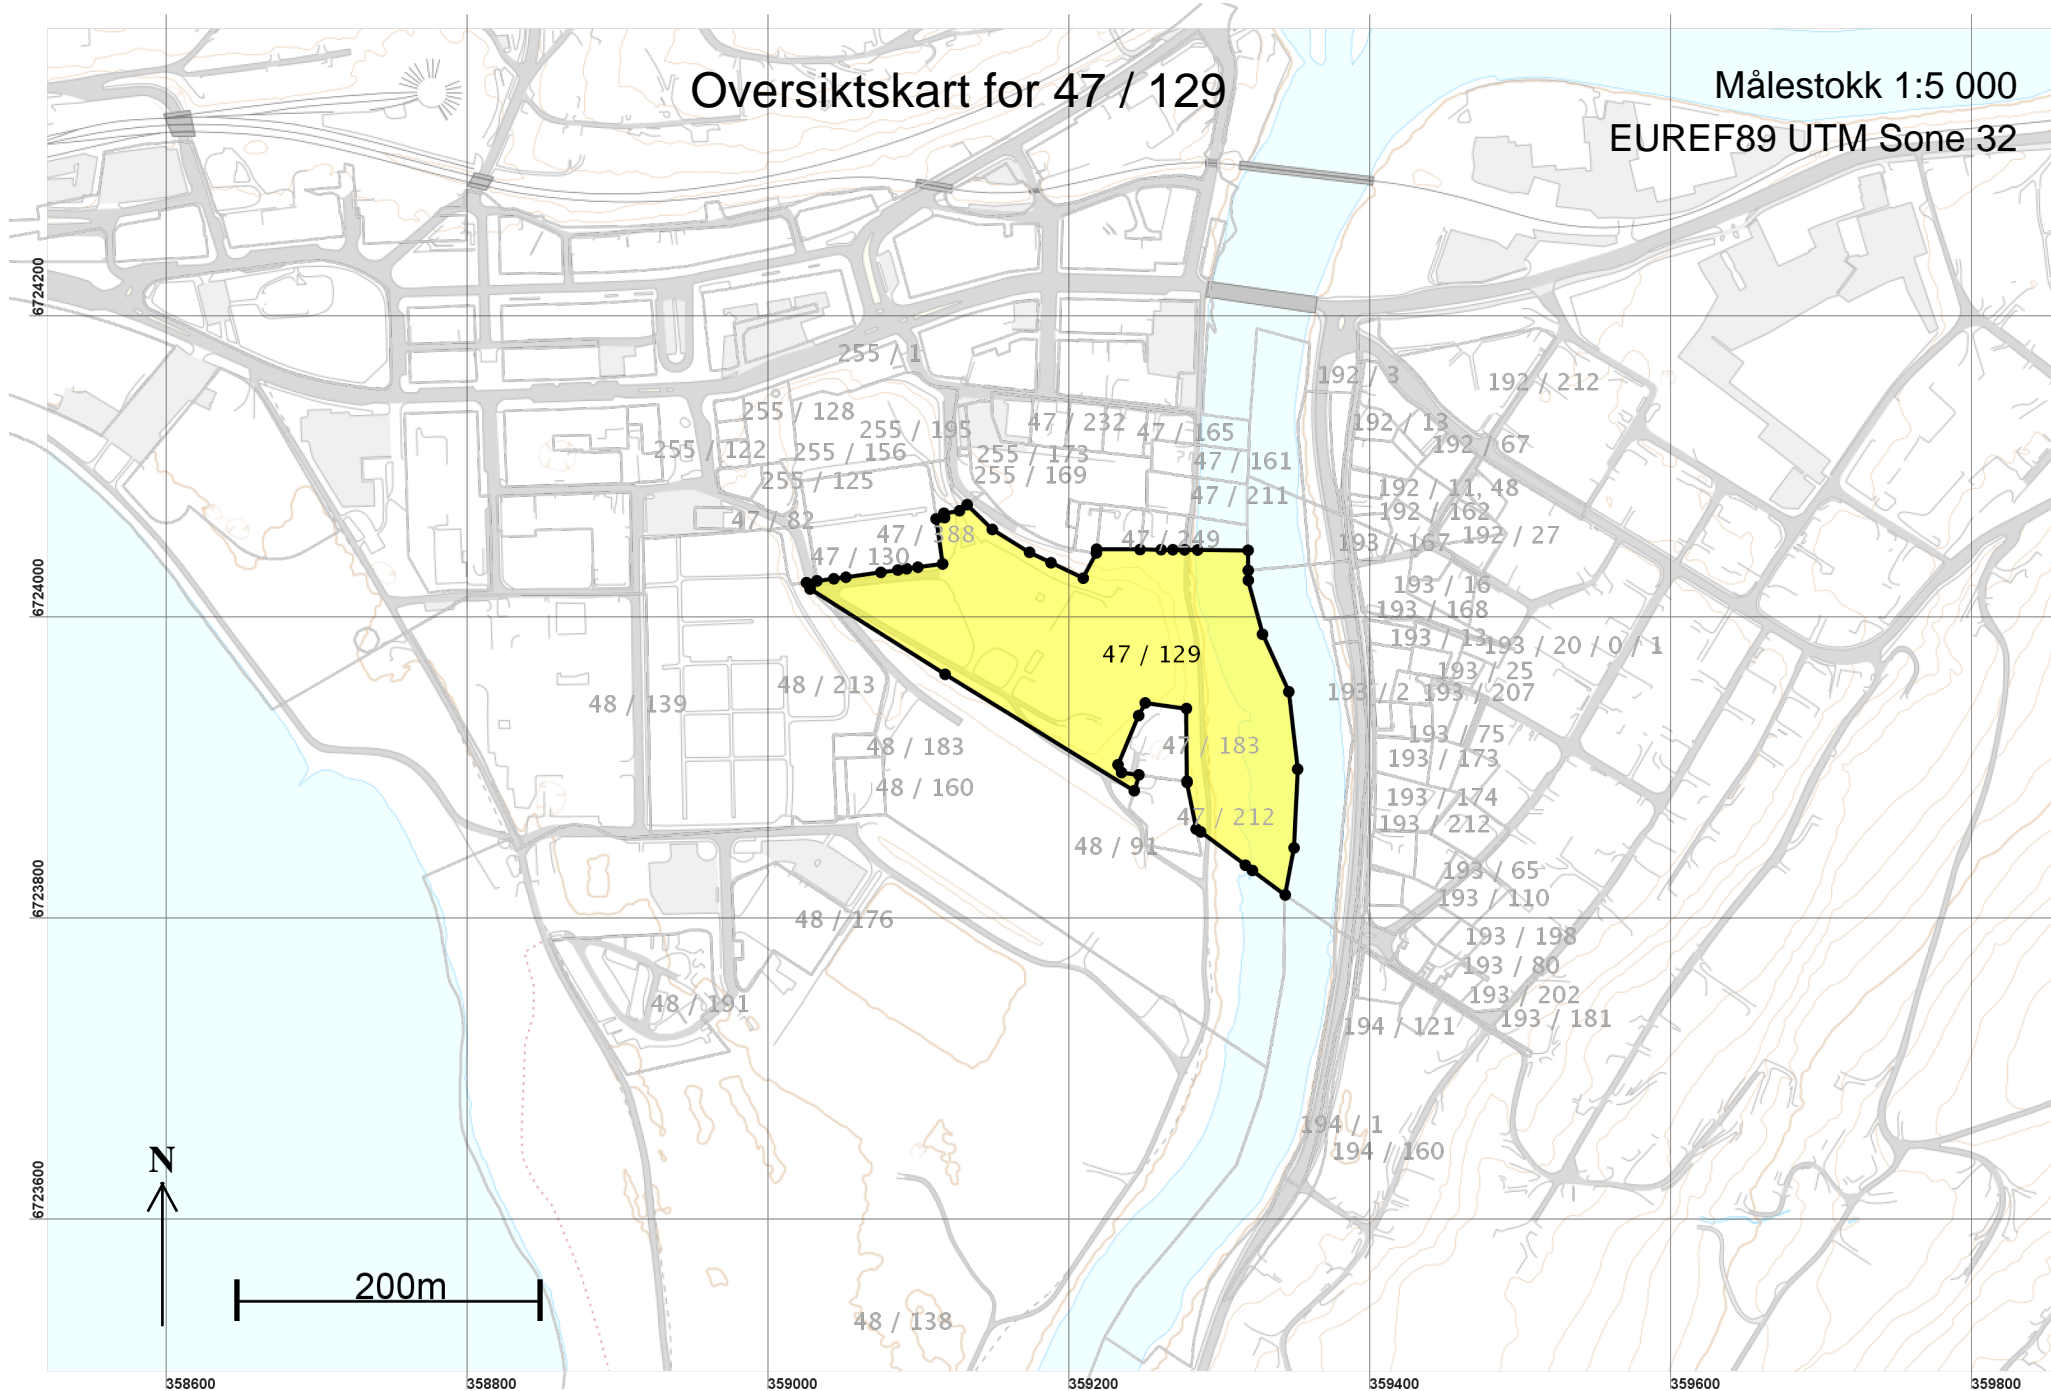 Oversiktskart for 47 / 129
Målestokk 1:5 000
EUREF89 UTM Sone 32
6724200
6724000
6723800
6723600
255 / 1
192 / 3
192 / 212
255 / 128
255 / 195
47 / 232
47 / 165
192 / 13
192 / 67
255 / 122
255 / 156
255 / 173
47 / 161
255 / 125
255 / 169
47 / 211
192 / 11, 48
192 / 162
47 / 82
47 / 388
47 / 249
193 / 167
192 / 27
47 / 130
193 / 16
193 / 168
193 / 13
193 / 20 / 0 / 1
47 / 129
193 / 25
48 / 213
193 / 2
193 / 207
48 / 139
193 / 75
48 / 183
47 / 183
193 / 173
48 / 160
193 / 174
47 / 212
193 / 212
48 / 91
193 / 65
193 / 110
48 / 176
193 / 198
193 / 80
193 / 202
48 / 191
193 / 181
194 / 121
194 / 1
194 / 160
N
200m
48 / 138
358600
358800
359000
359200
359400
359600
359800